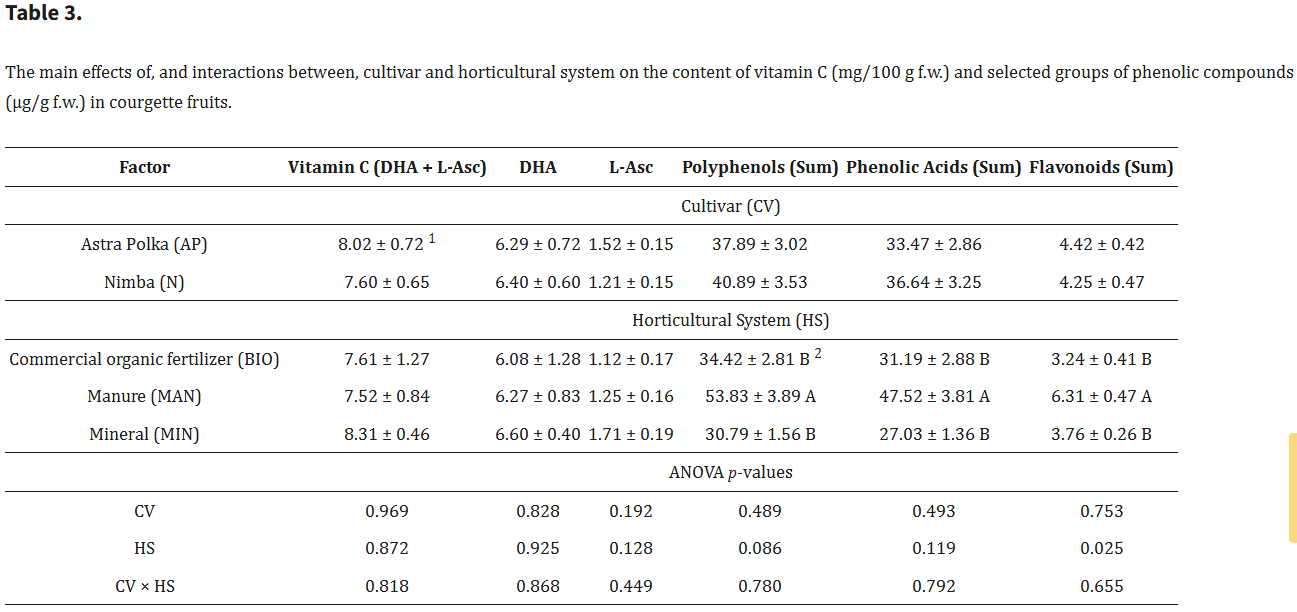 Table 3.
The main effects of, and interactions between, cultivar and horticultural system on the content of vitamin C (mg/100 g f.w.) and selected groups of phenolic compounds
(μg/g f.w.) in courgette fruits.
Factor Vitamin C (DHA + L-Asc) DHA L-Asc Polyphenols (Sum) Phenolic Acids (Sum) Flavonoids (Sum)
Cultivar (CV)
Astra Polka (AP) 8.02 ± 0.72 1 6.29 ± 0.72 1.52 ± 0.15 37.89 ± 3.02 33.47 ± 2.86 4.42 ± 0.42
Nimba (N) 7.60 ± 0.65 6.40 ± 0.60 1.21 ± 0.15 40.89 ± 3.53 36.64 ± 3.25 4.25 ± 0.47
Horticultural System (HS)
Commercial organic fertilizer (BIO) 7.61 ± 1.27 6.08 ± 1.28 1.12 ± 0.17 34.42 ± 2.81 B 2 31.19 ± 2.88 B 3.24 ± 0.41 B
Manure (MAN) 7.52 ± 0.84 6.27 ± 0.83 1.25 ± 0.16 53.83 ± 3.89 A 47.52 ± 3.81 A 6.31 ± 0.47 A
Mineral (MIN) 8.31 ± 0.46 6.60 ± 0.40 1.71 ± 0.19 30.79 ± 1.56 B 27.03 ± 1.36 B 3.76 ± 0.26 B
ANOVA p-values
CV 0.969 0.828 0.192 0.489 0.493 0.753
HS 0.872 0.925 0.128 0.086 0.119 0.025
CV × HS 0.818 0.868 0.449 0.780 0.792 0.655